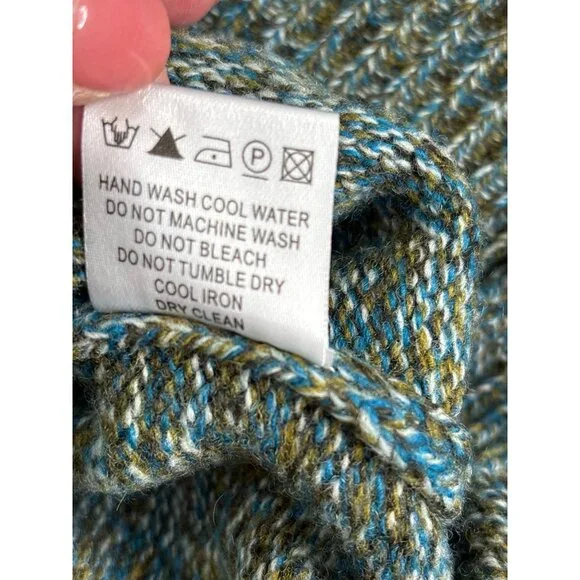 P
HAND WASH COOL WATER
DO NOT MACHINE WASH
DO NOT BLEACH
DO NOT TUMBLE DRY
COOL IRON
DRY CLEAN